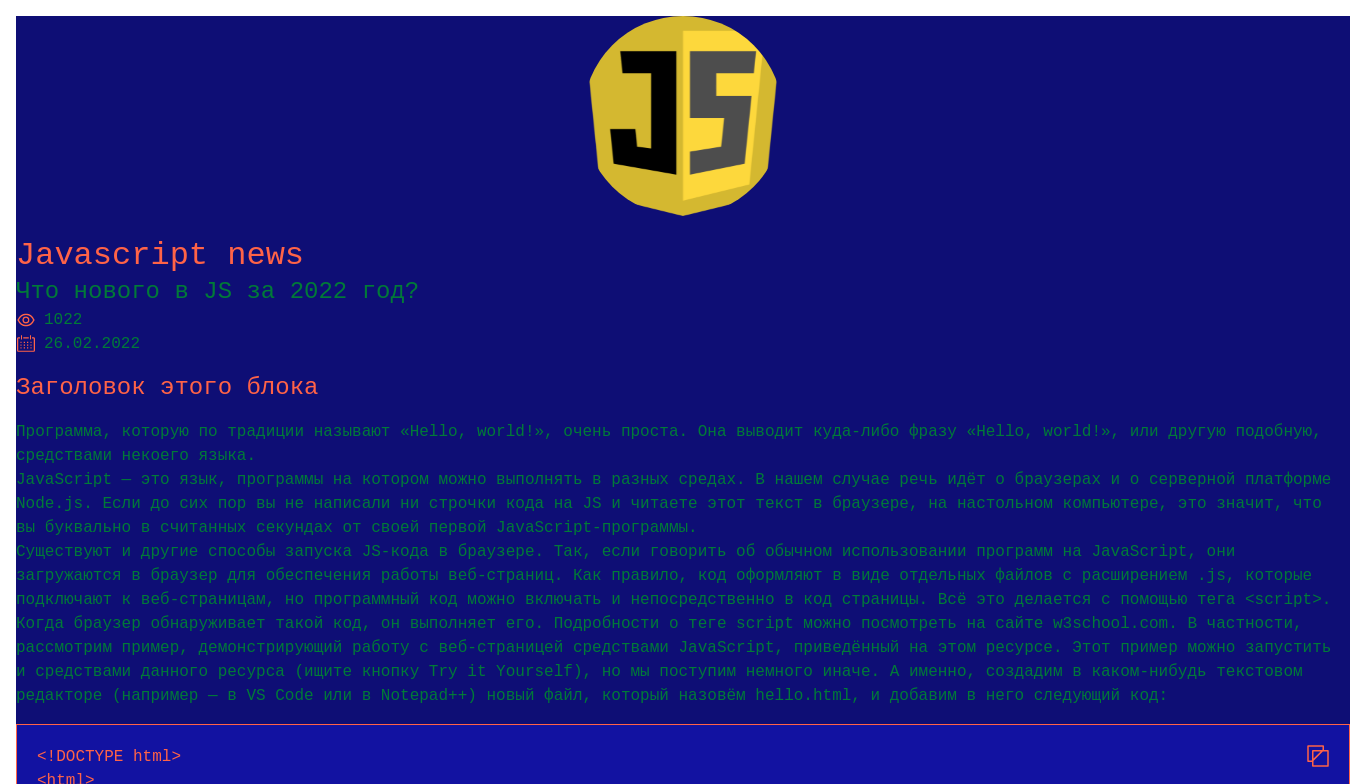 JS
Javascript news
Что нового в JS за 2022 год?
1022
26.02.2022
Заголовок этого блока
Программа, которую по традиции называют «Hello, world!», очень проста. Она выводит куда-либо фразу «Hello, world!», или другую подобную,
средствами некоего языка.
JavaScript — это язык, программы на котором можно выполнять в разных средах. В нашем случае речь идёт о браузерах и о серверной платформе
Node.js. Если до сих пор вы не написали ни строчки кода на JS и читаете этот текст в браузере, на настольном компьютере, это значит, что
вы буквально в считанных секундах от своей первой JavaScript-программы.
Существуют и другие способы запуска JS-кода в браузере. Так, если говорить об обычном использовании программ на JavaScript, они
загружаются в браузер для обеспечения работы веб-страниц. Как правило, код оформляют в виде отдельных файлов с расширением .js, которые
подключают к веб-страницам, но программный код можно включать и непосредственно в код страницы. Всё это делается с помощью тега <script>.
Когда браузер обнаруживает такой код, он выполняет его. Подробности о теге script можно посмотреть на сайте w3school.com. В частности,
рассмотрим пример, демонстрирующий работу с веб-страницей средствами JavaScript, приведённый на этом ресурсе. Этот пример можно запустить
и средствами данного ресурса (ищите кнопку Try it Yourself), но мы поступим немного иначе. А именно, создадим в каком-нибудь текстовом
редакторе (например — в VS Code или в Notepad++) новый файл, который назовём hello.html, и добавим в него следующий код:
<!DOCTYPE html>
<html>